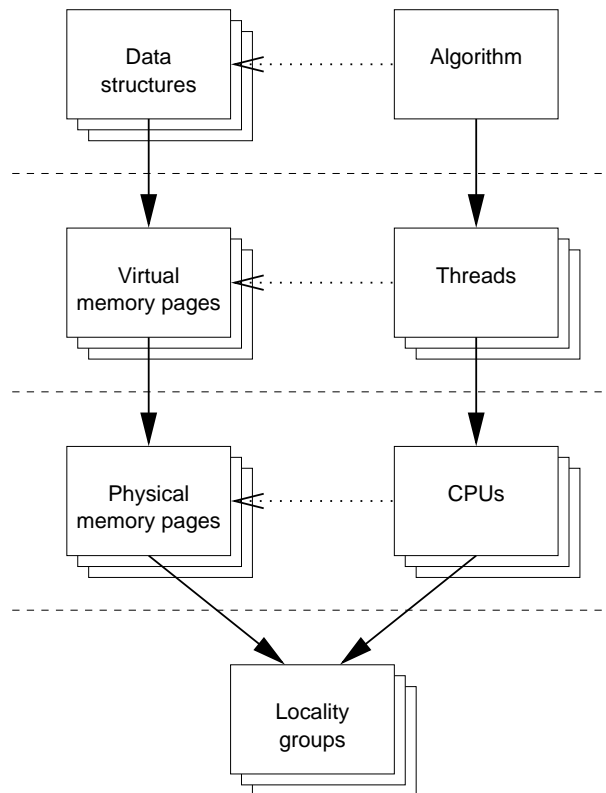 Data
structures
Algorithm
Virtual
memory pages
Threads
Physical
memory pages
CPUs
Locality
groups